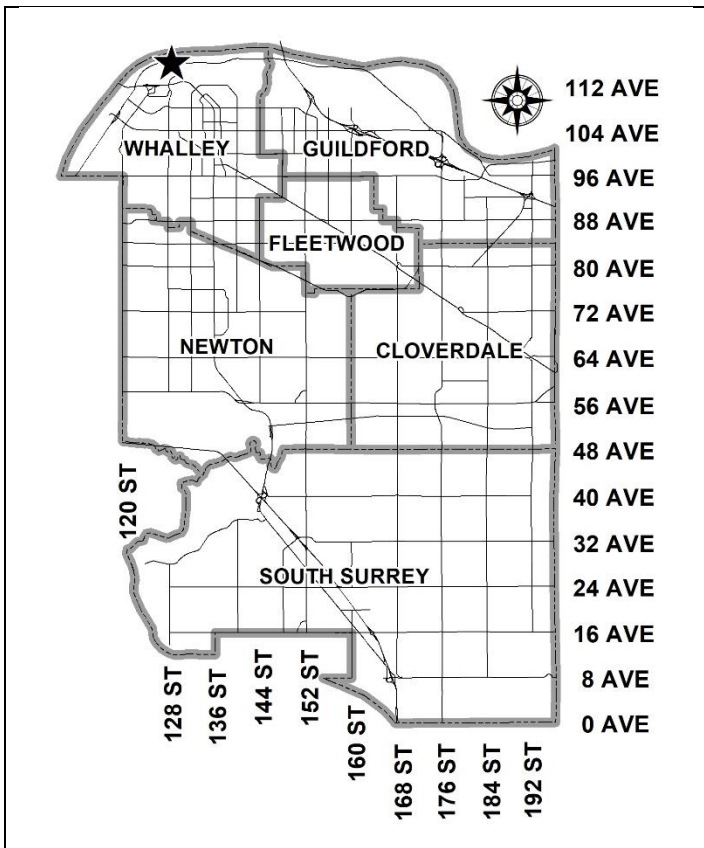 112 AVE
104 AVE
WHALLEY
GUILDFORD
96 AVE
88 AVE
FLEETWOOD
80 AVE
72 AVE
NEWTON
CLOVERDALE
64 AVE
56 AVE
48 AVE
120 ST
40 AVE
32 AVE
SOUTH SURREY
24 AVE
16 AVE
128 ST
136 ST
144 ST
152 ST
160 ST
8 AVE
0 AVE
168 ST
176 ST
184 ST
192 ST